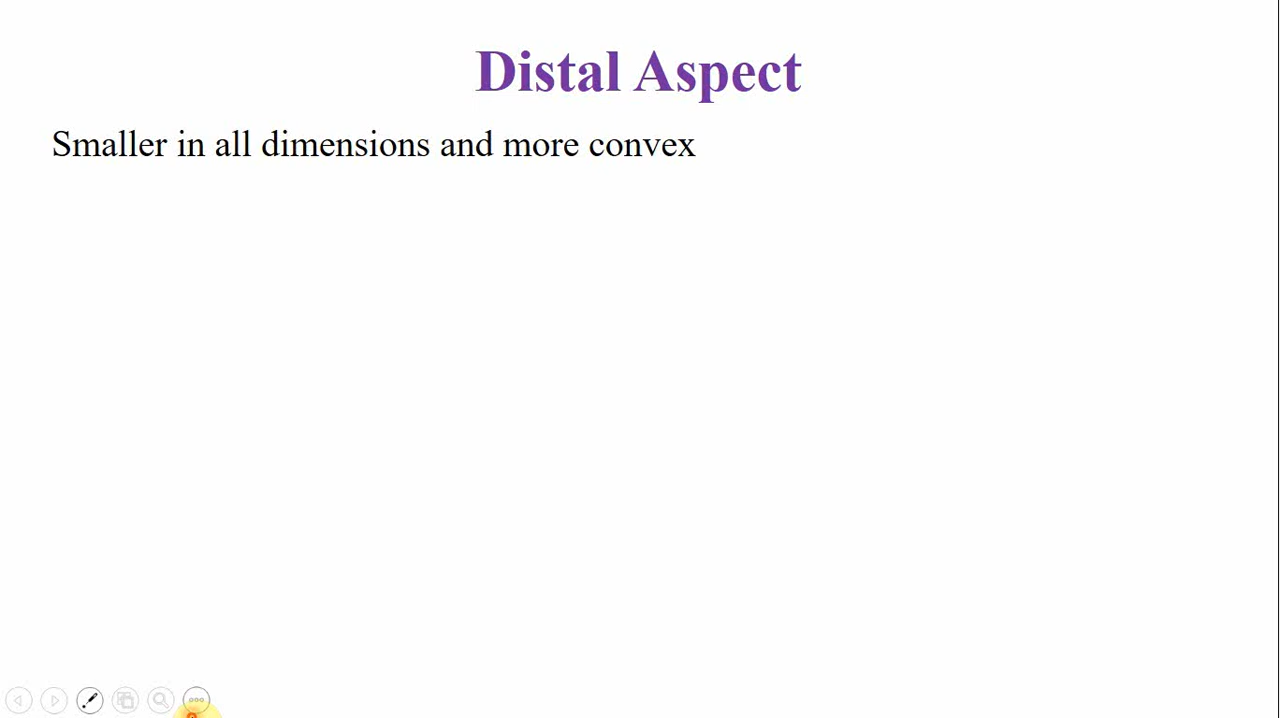 Distal Aspect
Smaller in all dimensions and more convex